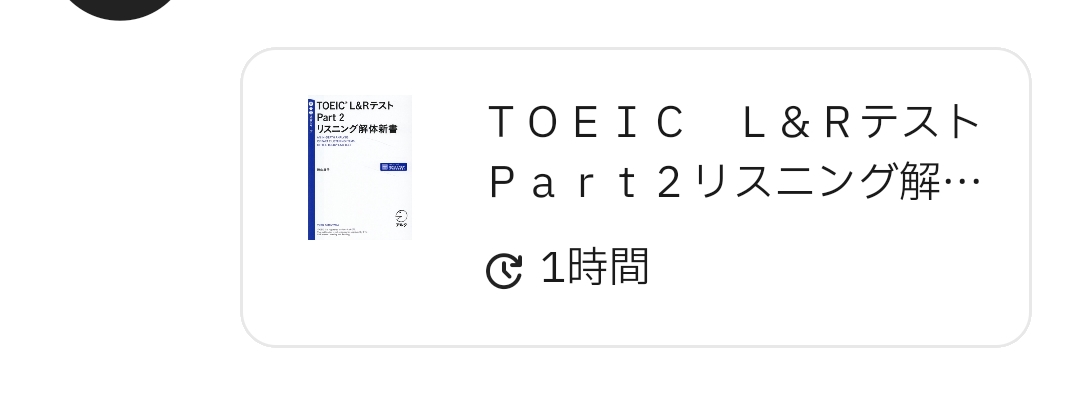 TOEIC® L&Rテスト
Part 2
リスニング解体新書
アルク
ＴＯＥＩＣ　Ｌ＆Ｒテスト
Ｐａｒｔ２リスニング解…
1時間